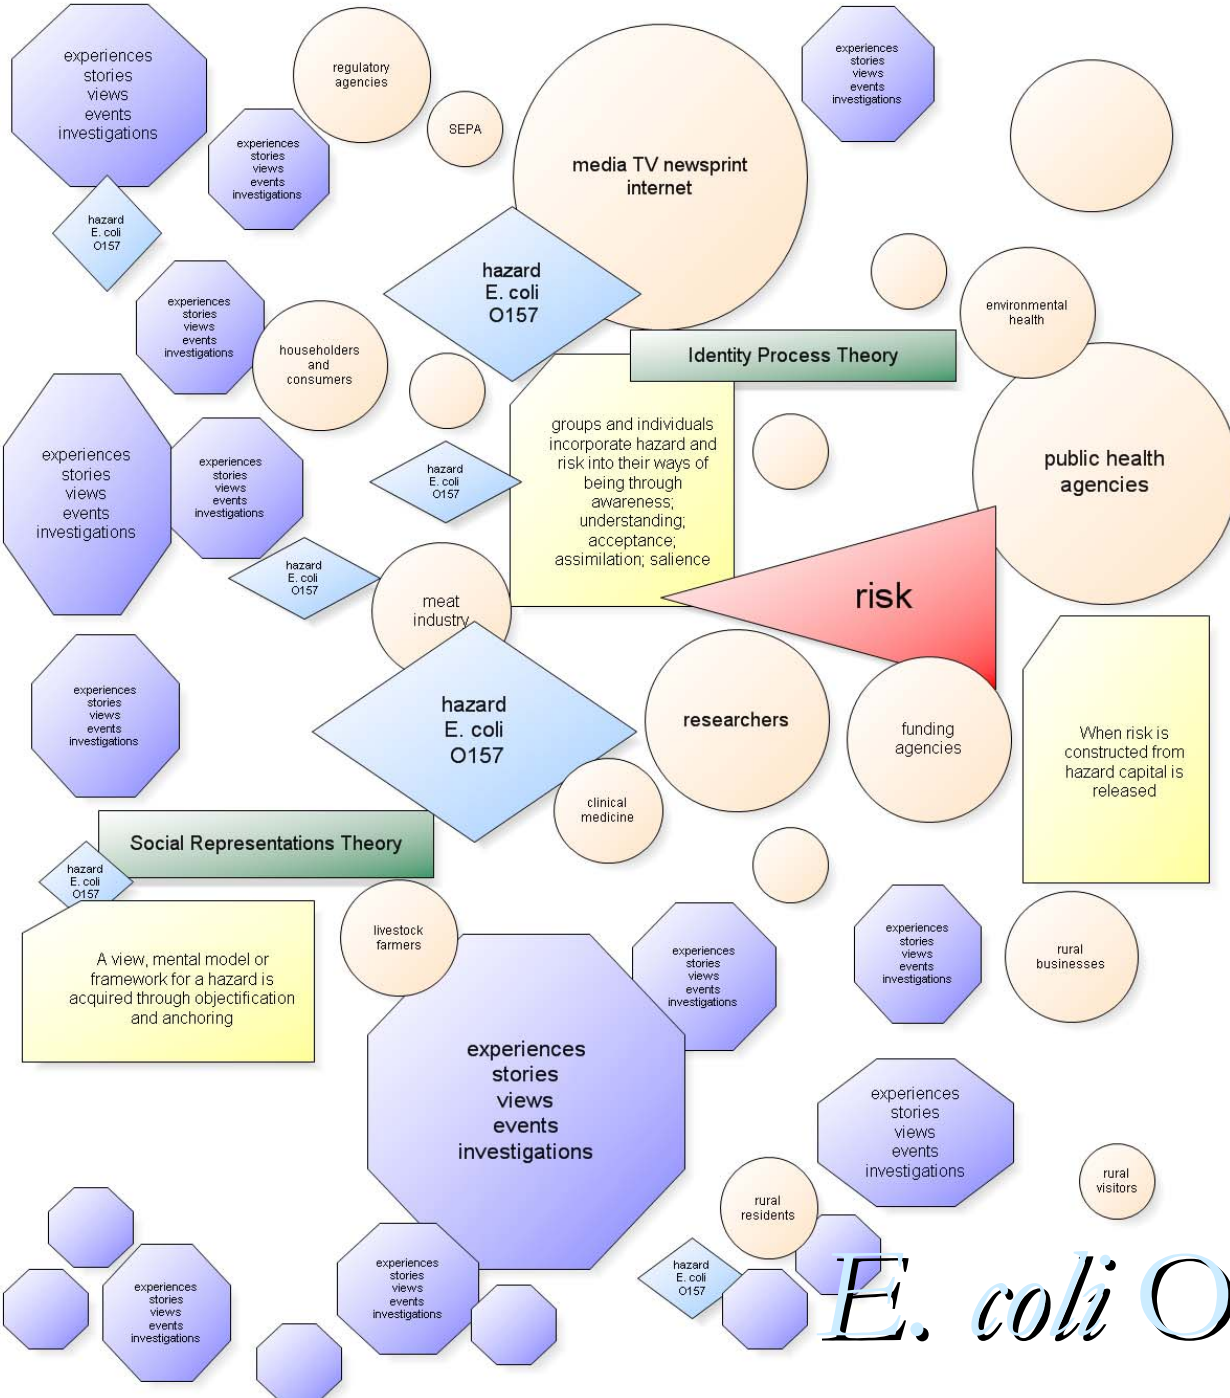 experiences
stories
views
events
investigations
regulatory
agencies
SEPA
experiences
stories
views
events
investigations
media TV newsprint
internet
experiences
stories
views
events
investigations
hazard
E. coli
O157
hazard
E. coli
O157
experiences
stories
views
events
investigations
householders
and
consumers
environmental
health
Identity Process Theory
groups and individuals
incorporate hazard and
risk into their ways of
being through
awareness;
understanding;
acceptance;
assimilation; salience
public health
agencies
experiences
stories
views
events
investigations
experiences
stories
views
events
investigations
hazard
E. coli
O157
hazard
E. coli
O157
meat
industry
risk
experiences
stories
views
events
investigations
hazard
E. coli
O157
researchers
funding
agencies
When risk is
constructed from
hazard capital is
released
clinical
medicine
Social Representations Theory
hazard
E. coli
O157
A view, mental model or
framework for a hazard is
acquired through objectification
and anchoring
livestock
farmers
experiences
stories
views
events
investigations
experiences
stories
views
events
investigations
rural
businesses
experiences
stories
views
events
investigations
experiences
stories
views
events
investigations
rural
visitors
rural
residents
hazard
E. coli
O157
experiences
stories
views
events
investigations
experiences
stories
views
events
investigations
E. coli O